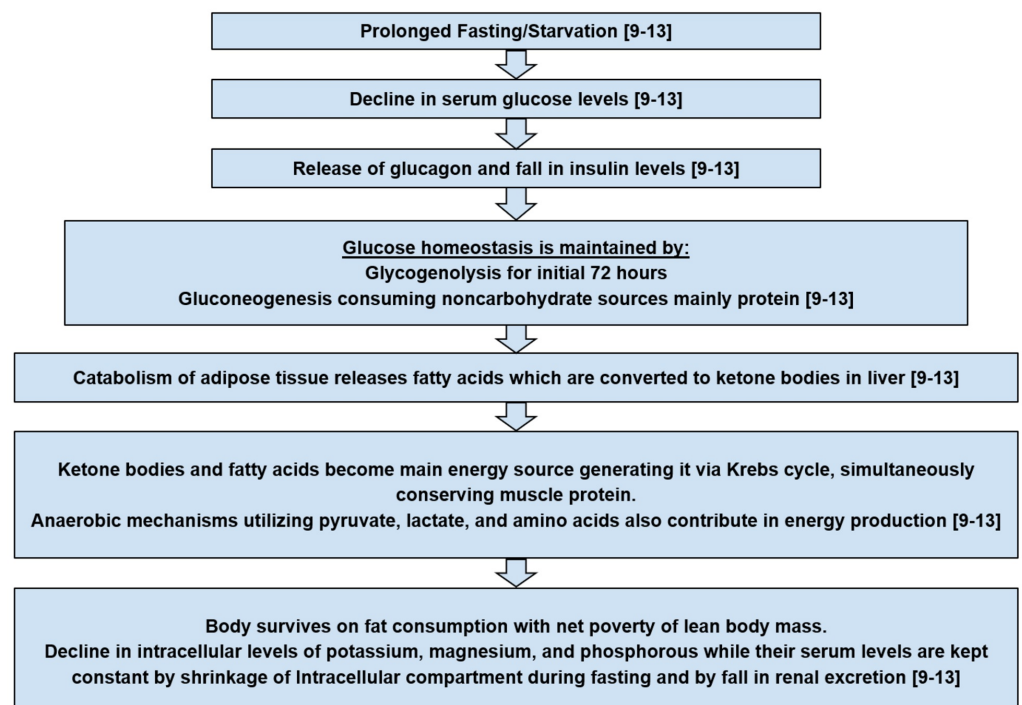 Prolonged Fasting/Starvation [9-13]
Decline in serum glucose levels [9-13]
Release of glucagon and fall in insulin levels [9-13]
Glucose homeostasis is maintained by:
Glycogenolysis for initial 72 hours
Gluconeogenesis consuming noncarbohydrate sources mainly protein [9-13]
Catabolism of adipose tissue releases fatty acids which are converted to ketone bodies in liver [9-13]
Ketone bodies and fatty acids become main energy source generating it via Krebs cycle, simultaneously
conserving muscle protein.
Anaerobic mechanisms utilizing pyruvate, lactate, and amino acids also contribute in energy production [9-13]
Body survives on fat consumption with net poverty of lean body mass.
Decline in intracellular levels of potassium, magnesium, and phosphorous while their serum levels are kept
constant by shrinkage of Intracellular compartment during fasting and by fall in renal excretion [9-13]